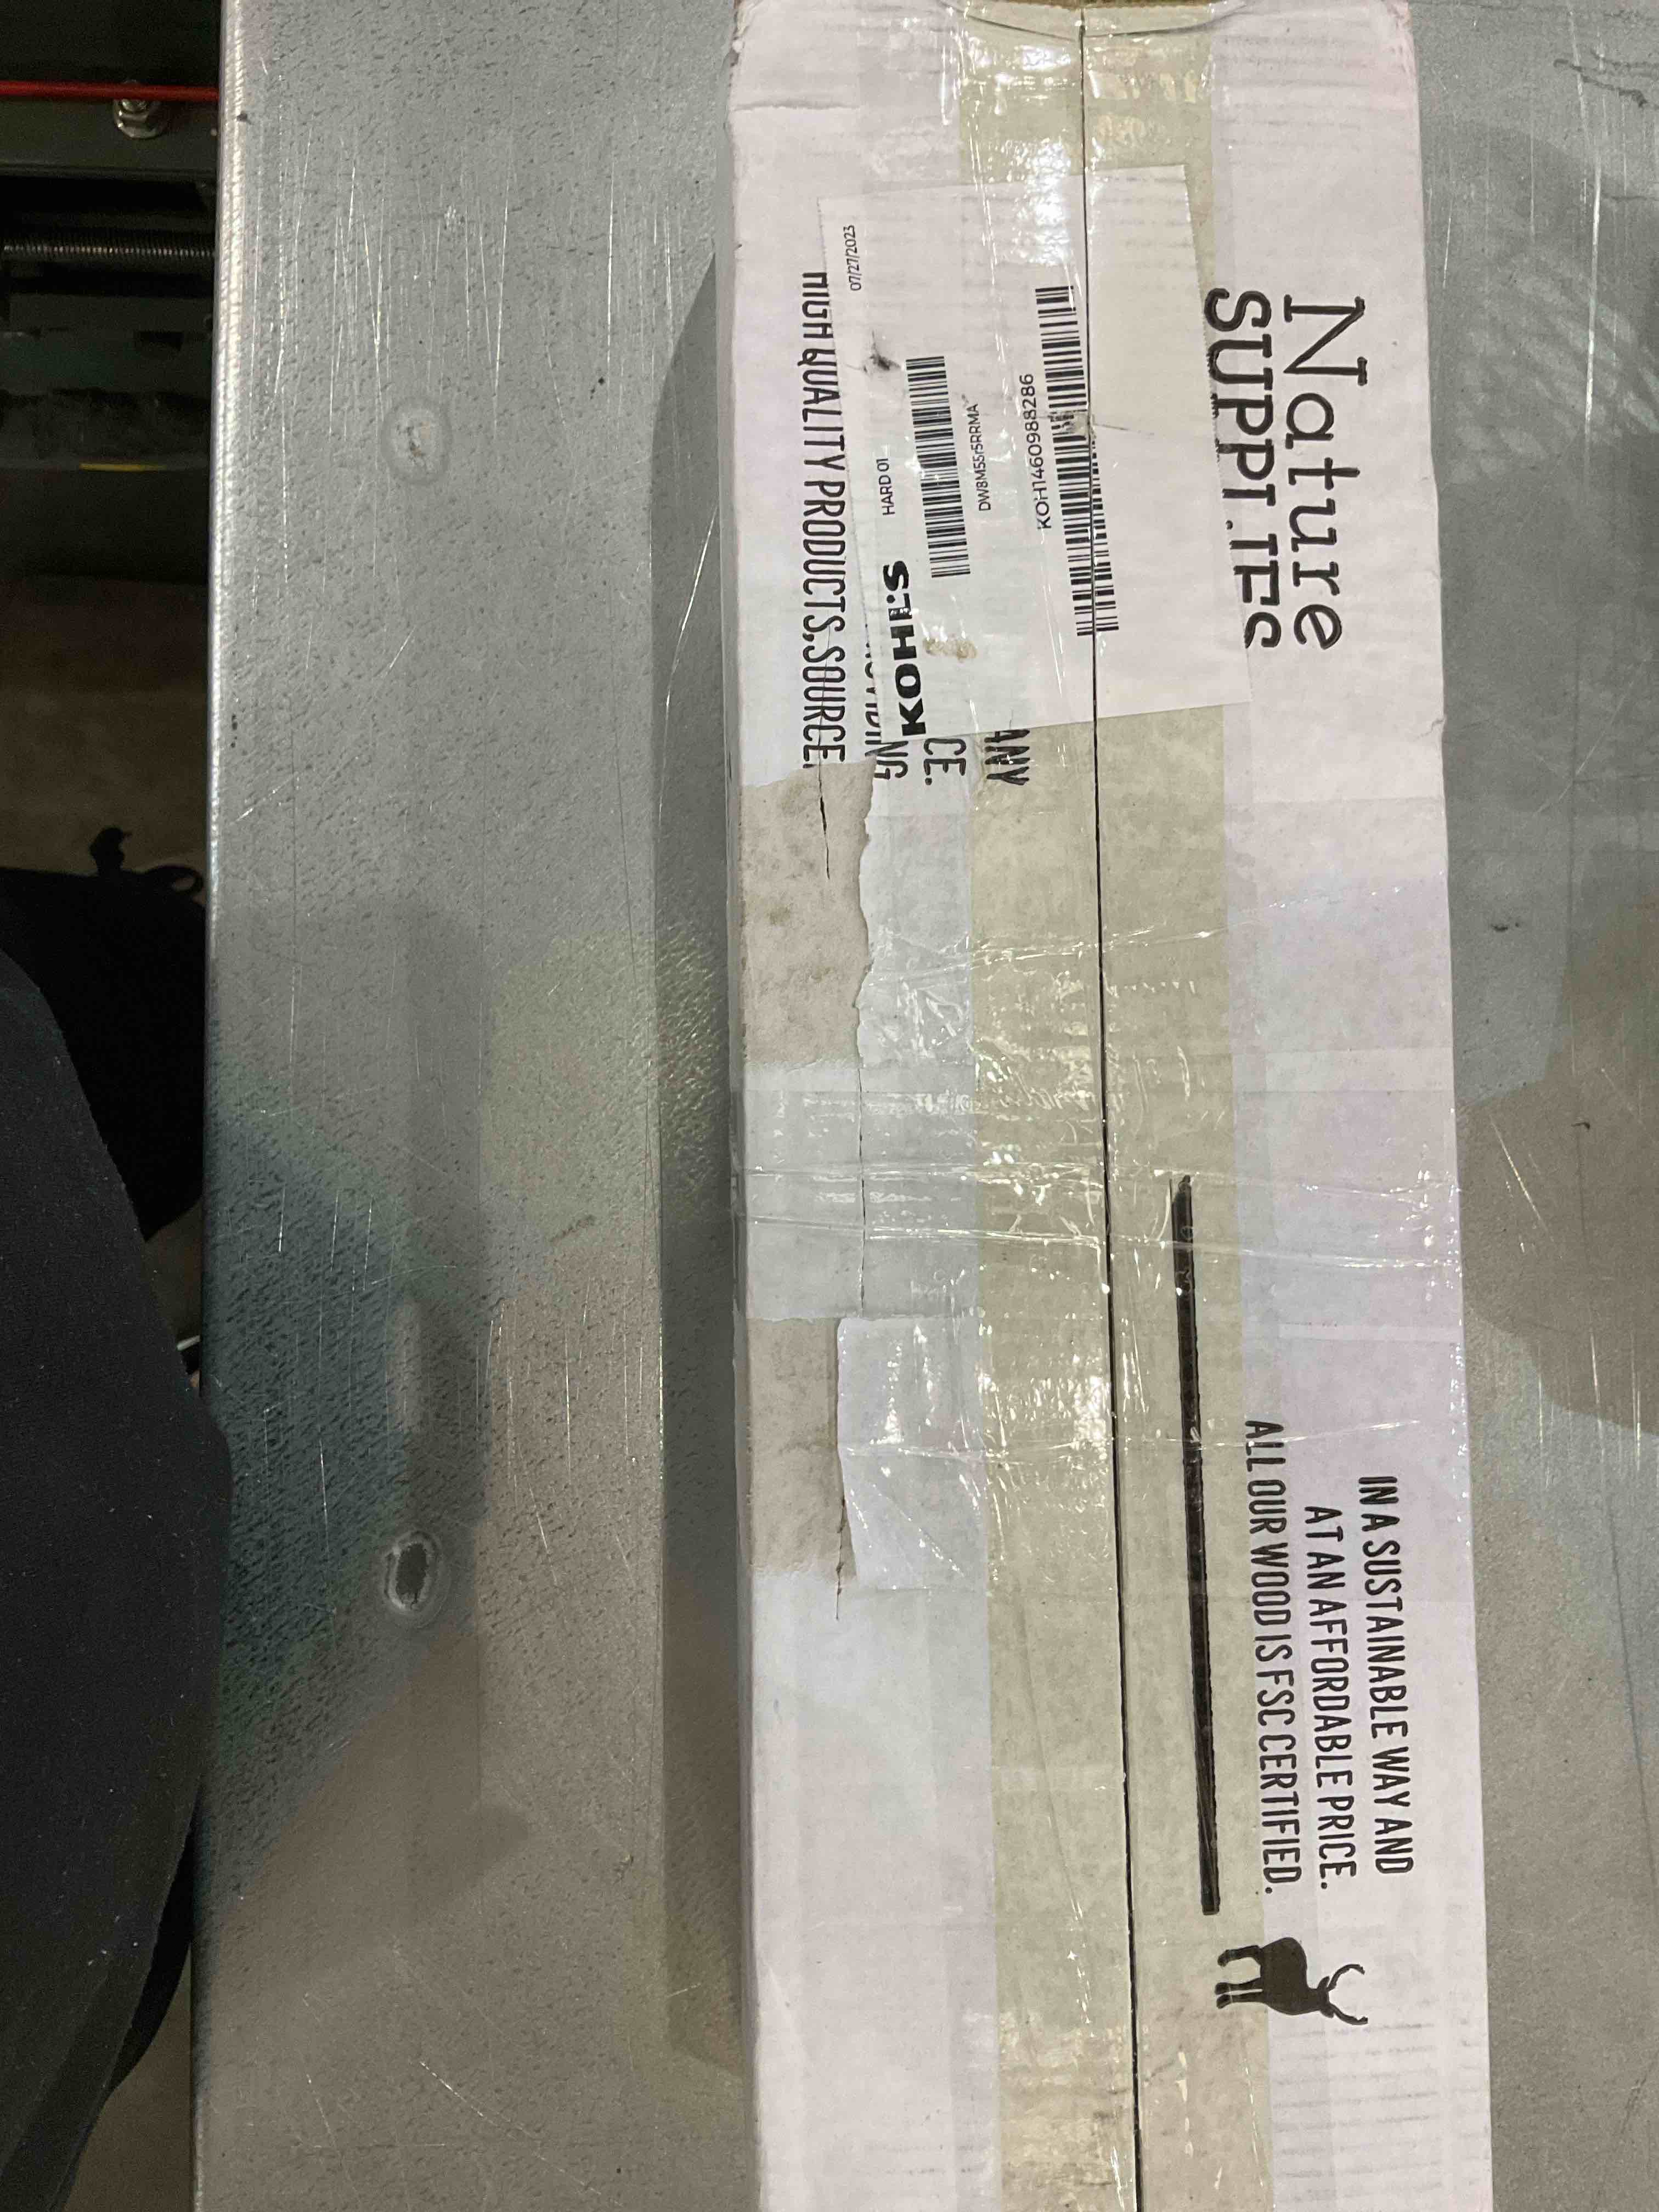 Nature
SUPPLIES
07/27/2023
HARD 01
KOHL'S
KOH1460988286
HIGH QUALITY PRODUCTS, SOURCE
NG
CE.
ANY
IN A SUSTAINABLE WAY AND
AT AN AFFORDABLE PRICE.
ALL OUR WOOD IS FSC CERTIFIED.